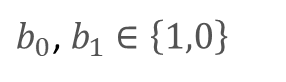 b₀, b₁ ∈ {1,0}